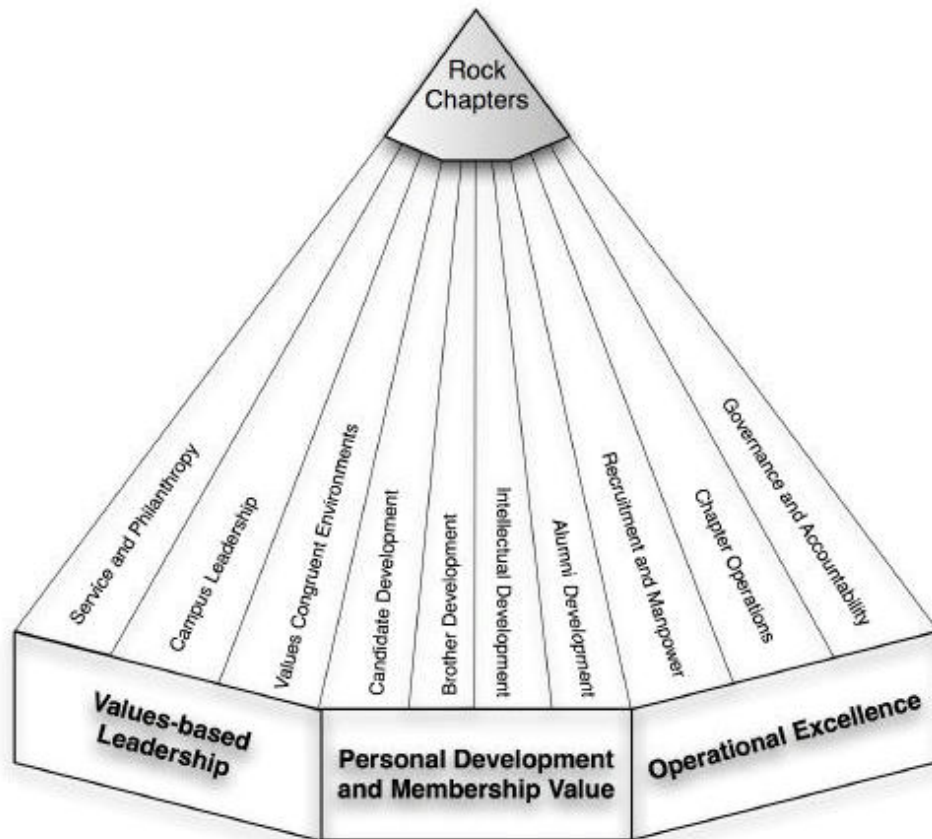 Rock
Chapters
Service and Philanthropy
Campus Leadership
Values Congruent Environments
Candidate Development
Brother Development
Intellectual Development
Alumni Development
Recruitment and Manpower
Chapter Operations
Governance and Accountability
Values-based
Leadership
Personal Development
and Membership Value
Operational Excellence